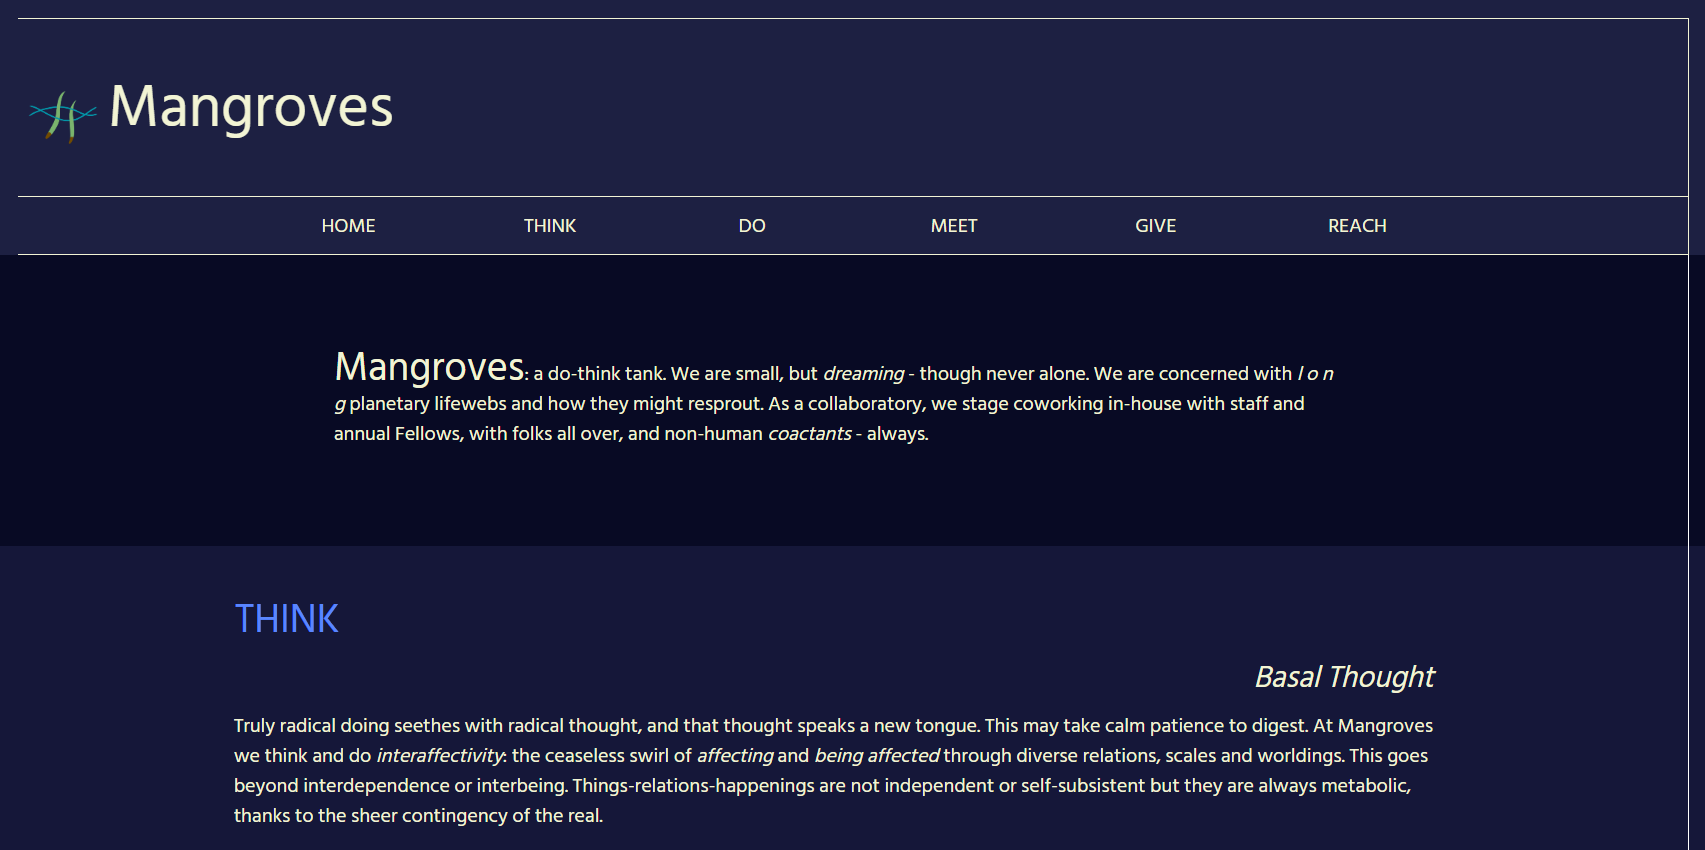 Mangroves
HOME THINK DO MEET GIVE REACH
Mangroves: a do-think tank. We are small, but dreaming - though never alone. We are concerned with l o n
g planetary lifewebs and how they might resprout. As a collaboratory, we stage coworking in-house with staff and
annual Fellows, with folks all over, and non-human coactants - always.
THINK
Basal Thought
Truly radical doing seethes with radical thought, and that thought speaks a new tongue. This may take calm patience to digest. At Mangroves
we think and do interaffectivity: the ceaseless swirl of affecting and being affected through diverse relations, scales and worldings. This goes
beyond interdependence or interbeing. Things-relations-happenings are not independent or self-subsistent but they are always metabolic,
thanks to the sheer contingency of the real.